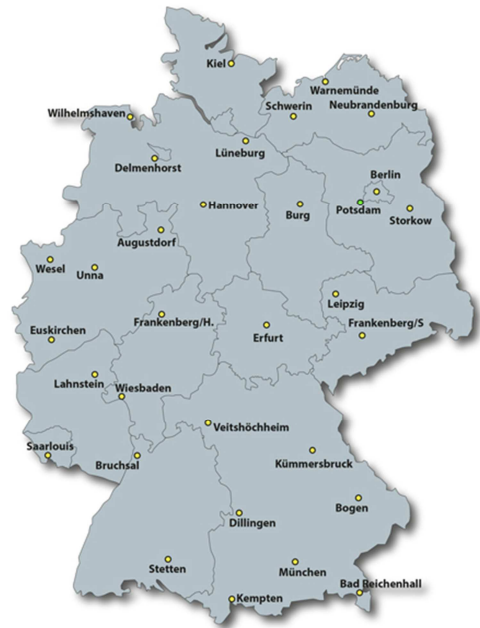 Kiel
Warnemünde
Schwerin
Neubrandenburg
Wilhelmshaven
Lüneburg
Delmenhorst
Berlin
Hannover
Burg
Potsdam
Storkow
Augustdorf
Wesel
Unna
Leipzig
Frankenberg/H.
Frankenberg/S
Euskirchen
Erfurt
Lahnstein
Wiesbaden
Veitshöchheim
Saarlouis
Bruchsal
Kümmersbruck
Bogen
Dillingen
Stetten
München
Bad Reichenhall
Kempten